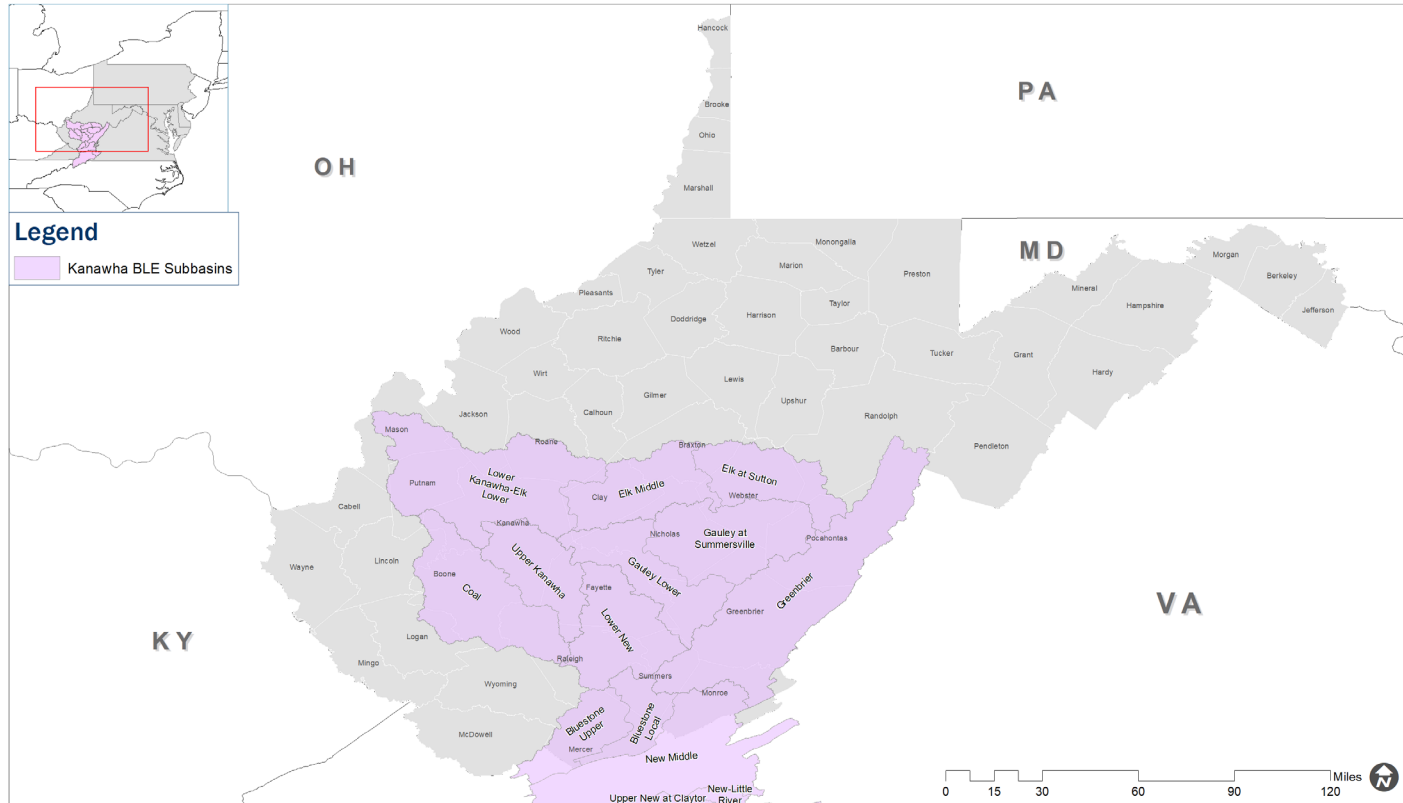 Hancock
PA
Brooke
Ohio
OH
Marshall
Legend
Kanawha BLE Subbasins
Wetzel
Monongalia
MD
Marion
Preston
Tyler
Morgan
Berkeley
Mineral
Hampshire
Jefferson
Pleasants
Taylor
Harrison
Doddridge
Wood
Ritchie
Barbour
Tucker
Grant
Hardy
Wirt
Lewis
Gilmer
Upshur
Calhoun
Jackson
Randolph
Mason
Roane
Braxton
Pendleton
Lower
Kanawha-Elk
Lower
Putnam
Clay
Elk Middle
Elk at Sutton
Webster
Cabell
Kanawha
Nicholas
Gauley at
Summersville
Pocahontas
Lincoln
Wayne
Boone
Coal
Upper Kanawha
Fayette
Gauley Lower
Greenbrier
Greenbrier
VA
Lower New
KY
Logan
Mingo
Raleigh
Summers
Wyoming
Monroe
Bluestone
Upper
Bluestone
Local
McDowell
Mercer
New Middle
Upper New at Claytor
New-Little
River
Miles
N
0 15 30 60 90 120